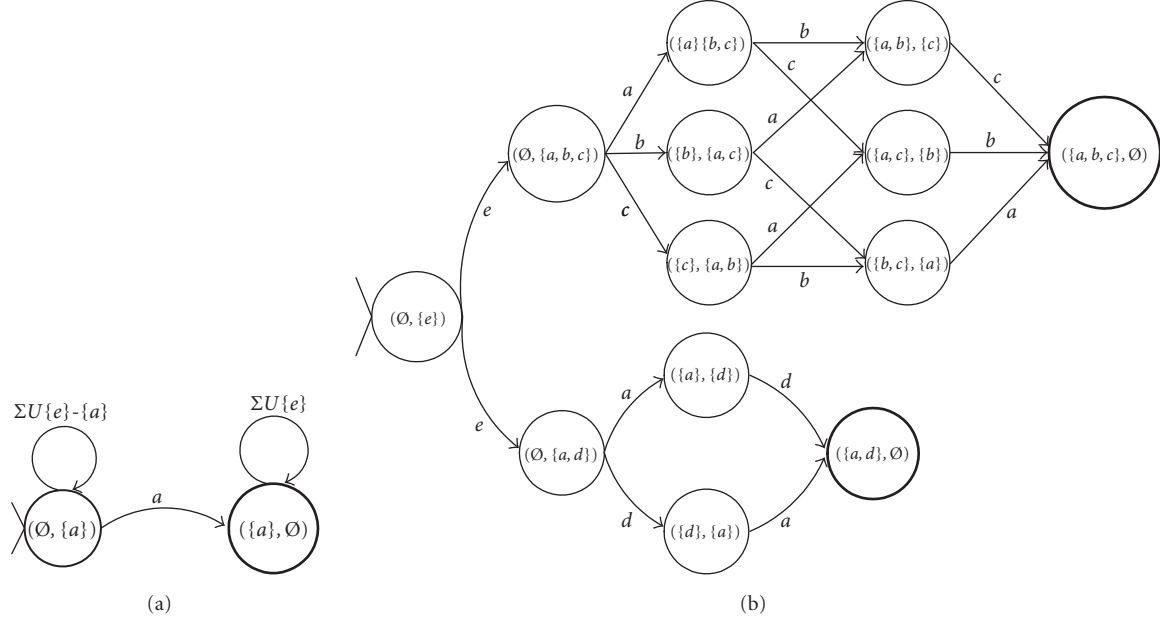 ({a}{b, c})
b
({a, b}, {c})
c
c
a
a
(Ø, {a, b, c})
b
({b}, {a, c})
({a, c}, {b})
b
({a, b, c}, Ø)
c
e
c
a
a
({c}, {a, b})
({b, c}, {a})
b
(Ø, {e})
({a}, {d})
d
a
ΣU{e}-{a}
ΣU{e}
e
(Ø, {a, d})
({a, d}, Ø)
a
(Ø, {a})
({a}, Ø)
d
({d}, {a})
a
(a)
(b)